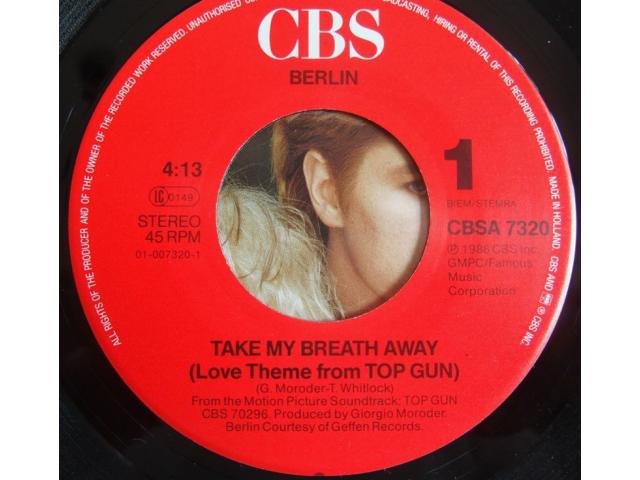 ALL RIGHTS OF THE PRODUCER AND OF THE OWNER OF THE RECORDED WORK RESERVED. UNAUTHORISED
BROADCASTING, HIRING OR RENTAL OF THIS RECORDING PROHIBITED. MADE IN HOLLAND. CBS AND ® CBS INC.
CBS
BERLIN
4:13
LC 0149
STEREO
45 RPM
01-007320-1
1
BIEM/STEMRA
CBSA 7320
℗ 1986 CBS Inc.
GMPC/Famous
Music
Corporation
TAKE MY BREATH AWAY
(Love Theme from TOP GUN)
(G. Moroder-T. Whitlock)
From the Motion Picture Soundtrack: TOP GUN
CBS 70296. Produced by Giorgio Moroder.
Berlin Courtesy of Geffen Records.